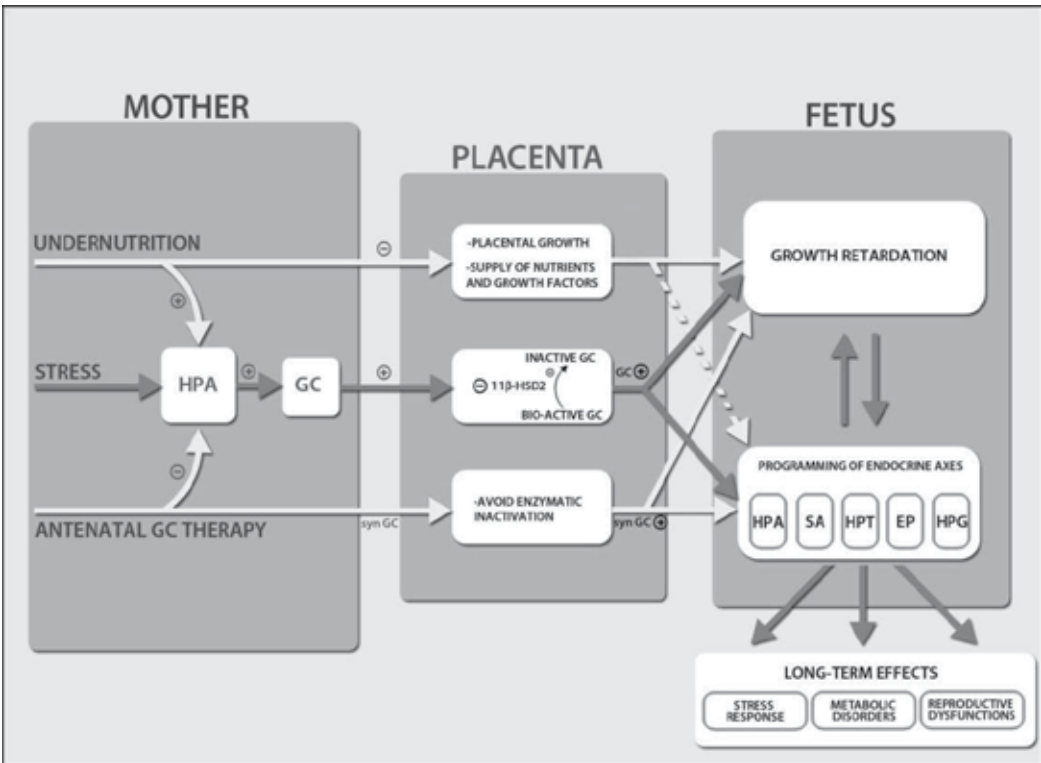 MOTHER
UNDERNUTRITION
⊖
⊕
STRESS
HPA
⊕
GC
⊕
⊖
ANTENATAL GC THERAPY
syn GC
PLACENTA
-PLACENTAL GROWTH
-SUPPLY OF NUTRIENTS
AND GROWTH FACTORS
INACTIVE GC
⊖ 11β-HSD2
BIO-ACTIVE GC
GC ⊕
-AVOID ENZYMATIC
INACTIVATION
syn GC ⊕
FETUS
GROWTH RETARDATION
PROGRAMMING OF ENDOCRINE AXES
HPA
SA
HPT
EP
HPG
LONG-TERM EFFECTS
STRESS
RESPONSE
METABOLIC
DISORDERS
REPRODUCTIVE
DYSFUNCTIONS